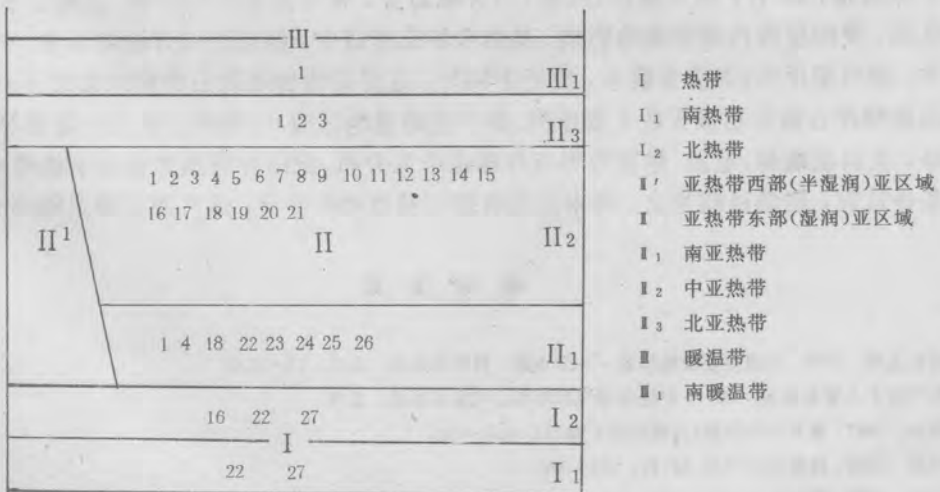 III
1 III₁
1 2 3 II₃
1 2 3 4 5 6 7 8 9 10 11 12 13 14 15
16 17 18 19 20 21
II¹ II II₂
1 4 18 22 23 24 25 26 II₁
16 22 27 I₂
I
22 27 I₁
I 热带
I₁ 南热带
I₂ 北热带
II′ 亚热带西部(半湿润)亚区域
II 亚热带东部(湿润)亚区域
II₁ 南亚热带
II₂ 中亚热带
II₃ 北亚热带
III 暖温带
III₁ 南暖温带